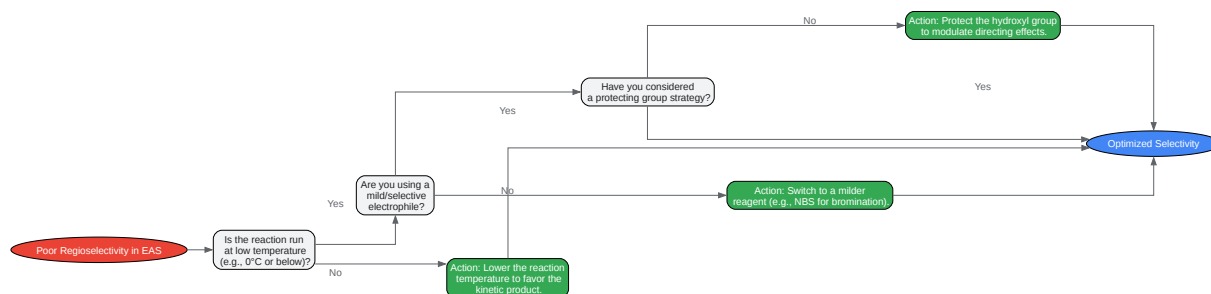 No
Action: Protect the hydroxyl group
to modulate directing effects.
Have you considered
a protecting group strategy?
Yes
Yes
Optimized Selectivity
Are you using a
mild/selective
electrophile?
No
Action: Switch to a milder
reagent (e.g., NBS for bromination).
Yes
Poor Regioselectivity in EAS
Is the reaction run
at low temperature
(e.g., 0°C or below)?
No
Action: Lower the reaction
temperature to favor the
kinetic product.